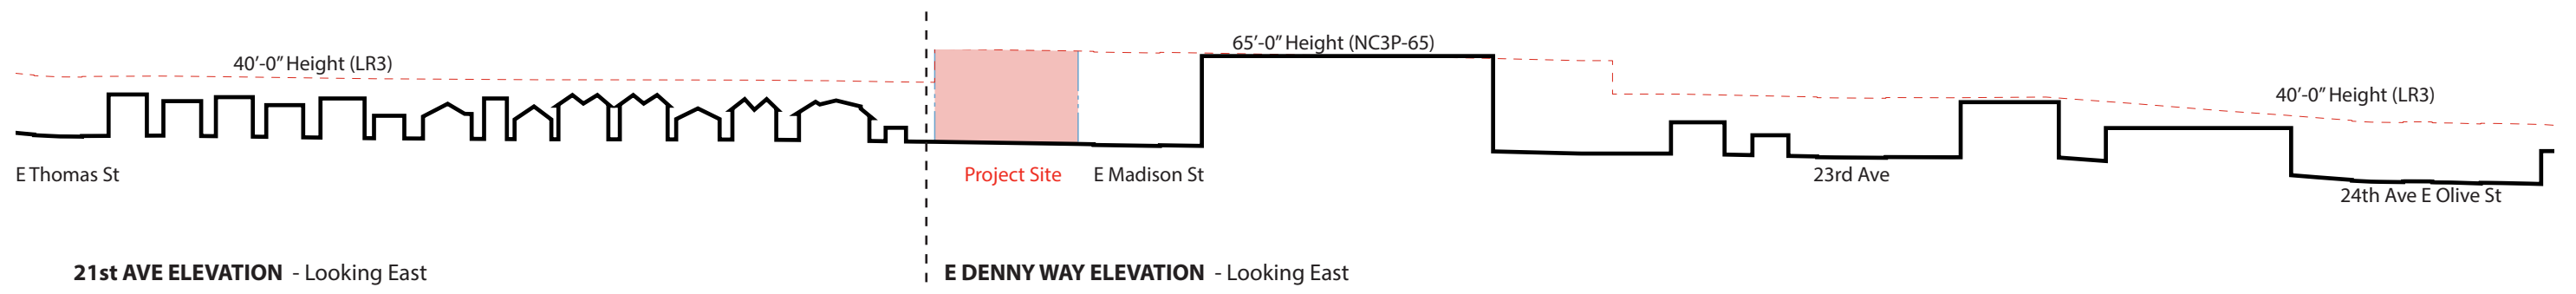 40'-0" Height (LR3)
65'-0" Height (NC3P-65)
40'-0" Height (LR3)
E Thomas St
Project Site
E Madison St
23rd Ave
24th Ave E Olive St
21st AVE ELEVATION - Looking East
E DENNY WAY ELEVATION - Looking East